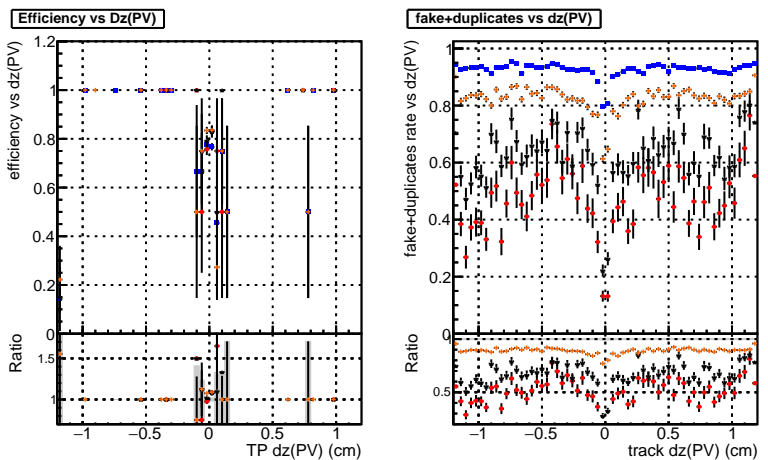 Efficiency vs Dz(PV)
efficiency vs dz(PV)
1.2
1
0.8
0.6
0.4
0.2
0
Ratio
1.5
1
−1 −0.5 0 0.5 1
TP dz(PV) (cm)
fake+duplicates vs dz(PV)
fake+duplicates rate vs dz(PV)
1
0.8
0.6
0.4
0.2
0
Ratio
0.5
−1 −0.5 0 0.5 1
track dz(PV) (cm)